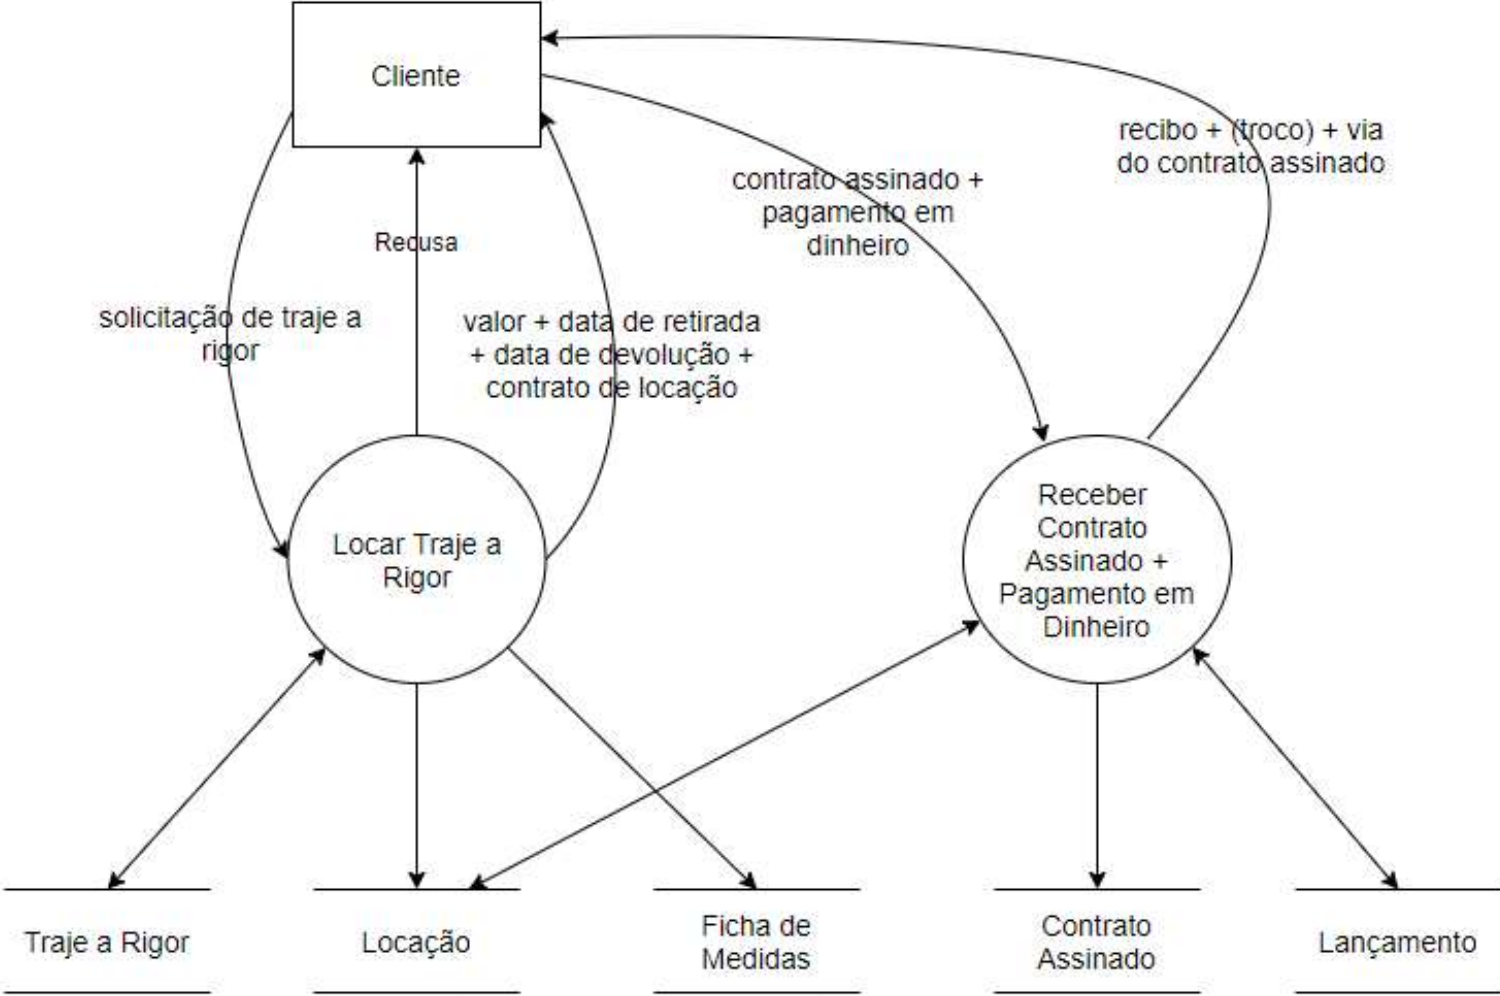 Cliente
recibo + (troco) + via
do contrato assinado
contrato assinado +
pagamento em
dinheiro
Recusa
solicitação de traje a
rigor
valor + data de retirada
+ data de devolução +
contrato de locação
Locar Traje a
Rigor
Receber
Contrato
Assinado +
Pagamento em
Dinheiro
Traje a Rigor
Locação
Ficha de
Medidas
Contrato
Assinado
Lançamento